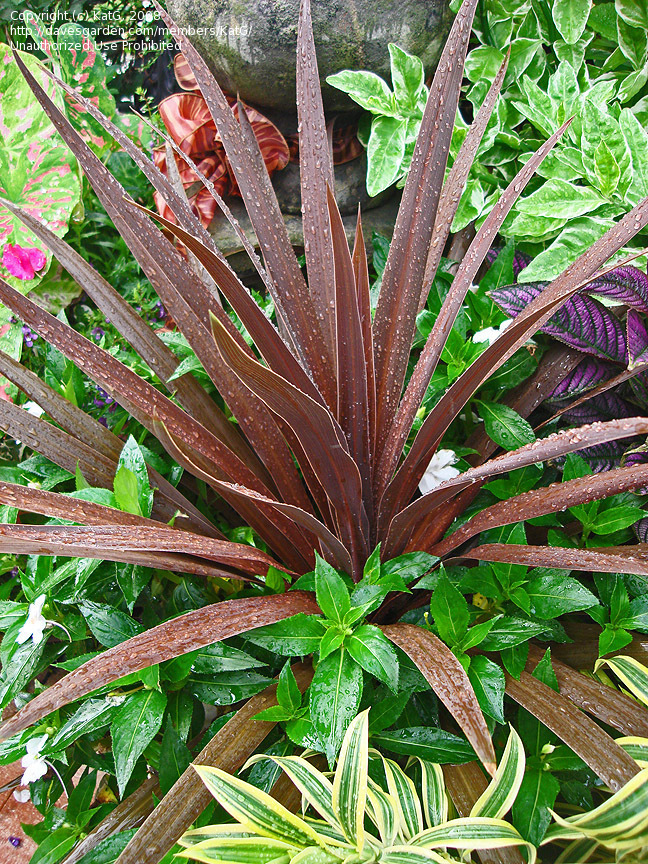 Copyright (c) KatG, 2008
http://davesgarden.com/members/KatG/
Unauthorized Use Prohibited